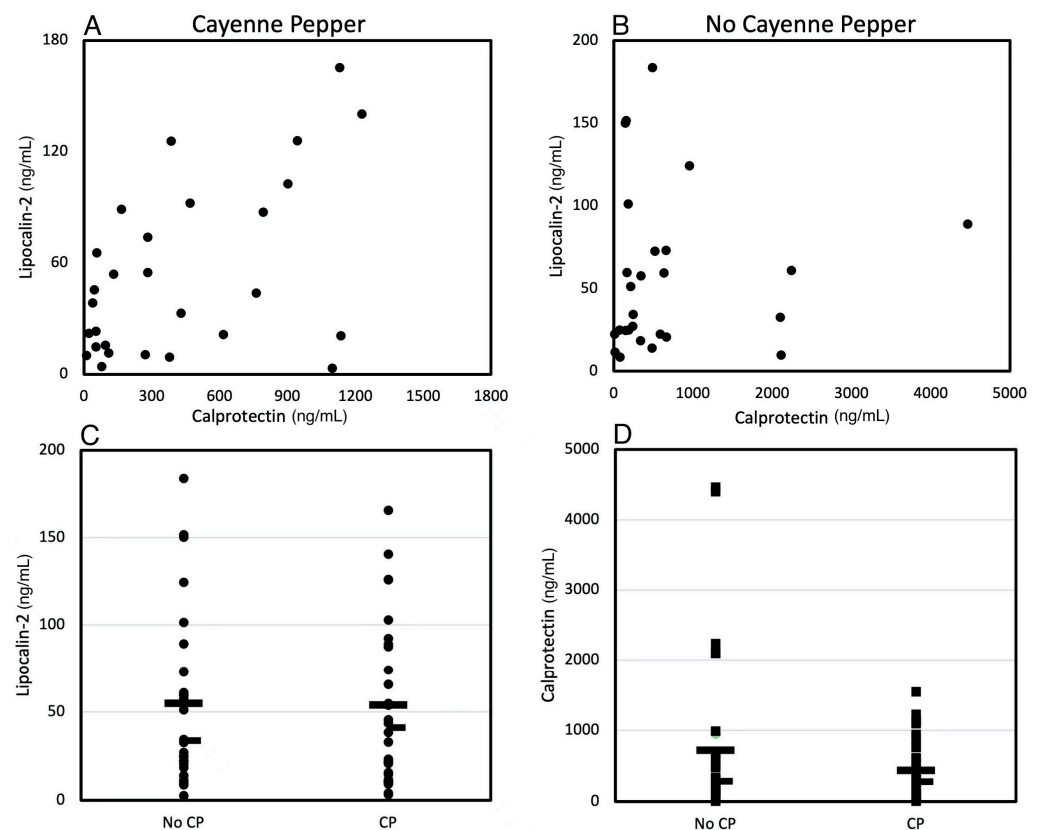 A Cayenne Pepper
180
120
60
0
Lipocalin-2 (ng/mL)
0 300 600 900 1200 1500 1800
Calprotectin (ng/mL)
B No Cayenne Pepper
200
150
100
50
0
Lipocalin-2 (ng/mL)
0 1000 2000 3000 4000 5000
Calprotectin (ng/mL)
C
200
150
100
50
0
Lipocalin-2 (ng/mL)
No CP CP
D
5000
4000
3000
2000
1000
0
Calprotectin (ng/mL)
No CP CP